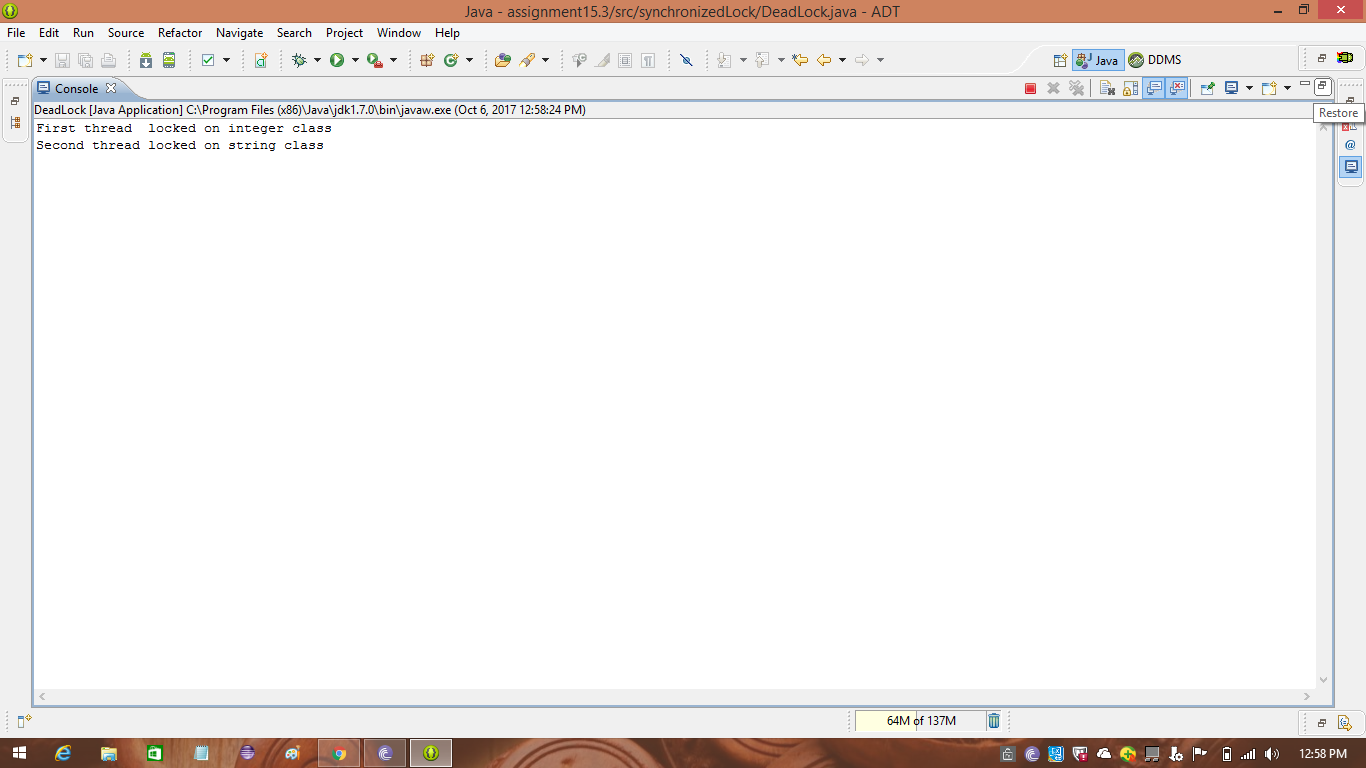 Java - assignment15.3/src/synchronizedLock/DeadLock.java - ADT
File Edit Run Source Refactor Navigate Search Project Window Help
Java DDMS
Console
DeadLock [Java Application] C:\Program Files (x86)\Java\jdk1.7.0\bin\javaw.exe (Oct 6, 2017 12:58:24 PM)
Restore
First thread  locked on integer class
Second thread locked on string class
64M of 137M
12:58 PM